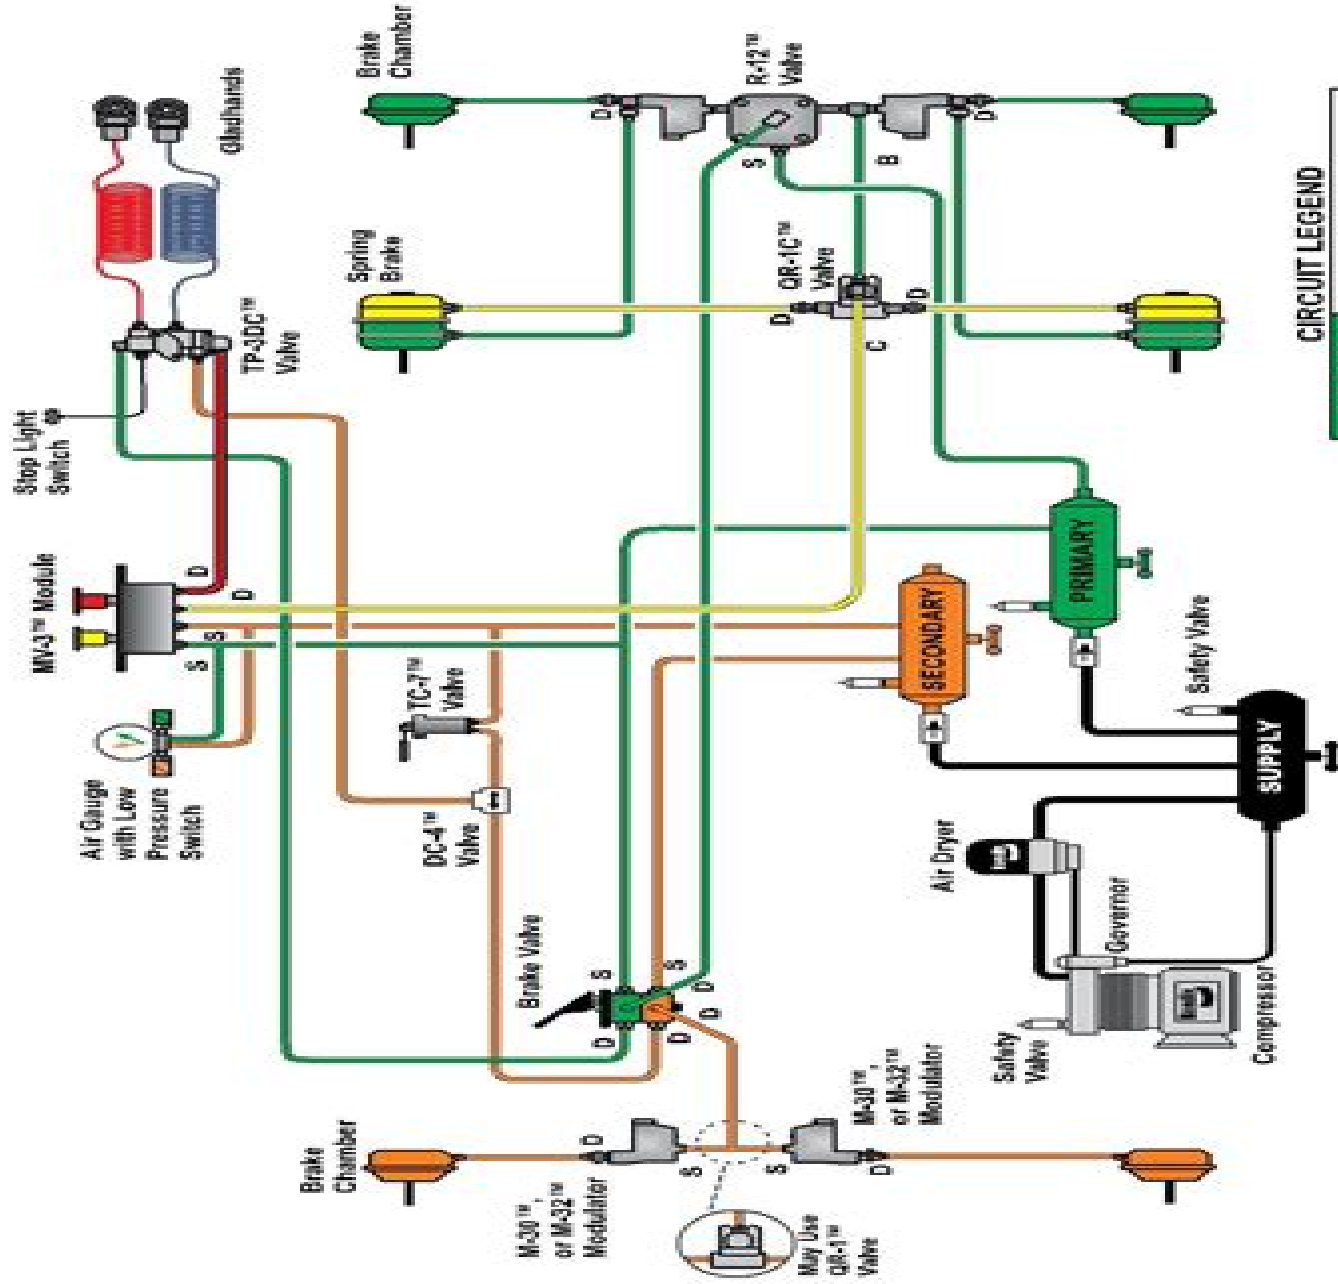 Brake
Chamber
M-30™,
or M-32™
Modulator
May Use
QR-1™
Valve
D
S
S
D
M-30™,
or M-32™
Modulator
Brake Valve
D
D
D
D
S
S
Safety
Valve
Compressor
Governor
Air Dryer
SUPPLY
Safety Valve
Air Gauge
with Low
Pressure
Switch
DC-4™
Valve
TC-7™
Valve
MV-3™ Module
S
S
D
D
SECONDARY
PRIMARY
Stop Light
Switch
TP-3DC™
Valve
Gladhands
Spring
Brake
QR-1C™
Valve
D
C
D
Brake
Chamber
R-12™
Valve
D
S
B
D
CIRCUIT LEGEND